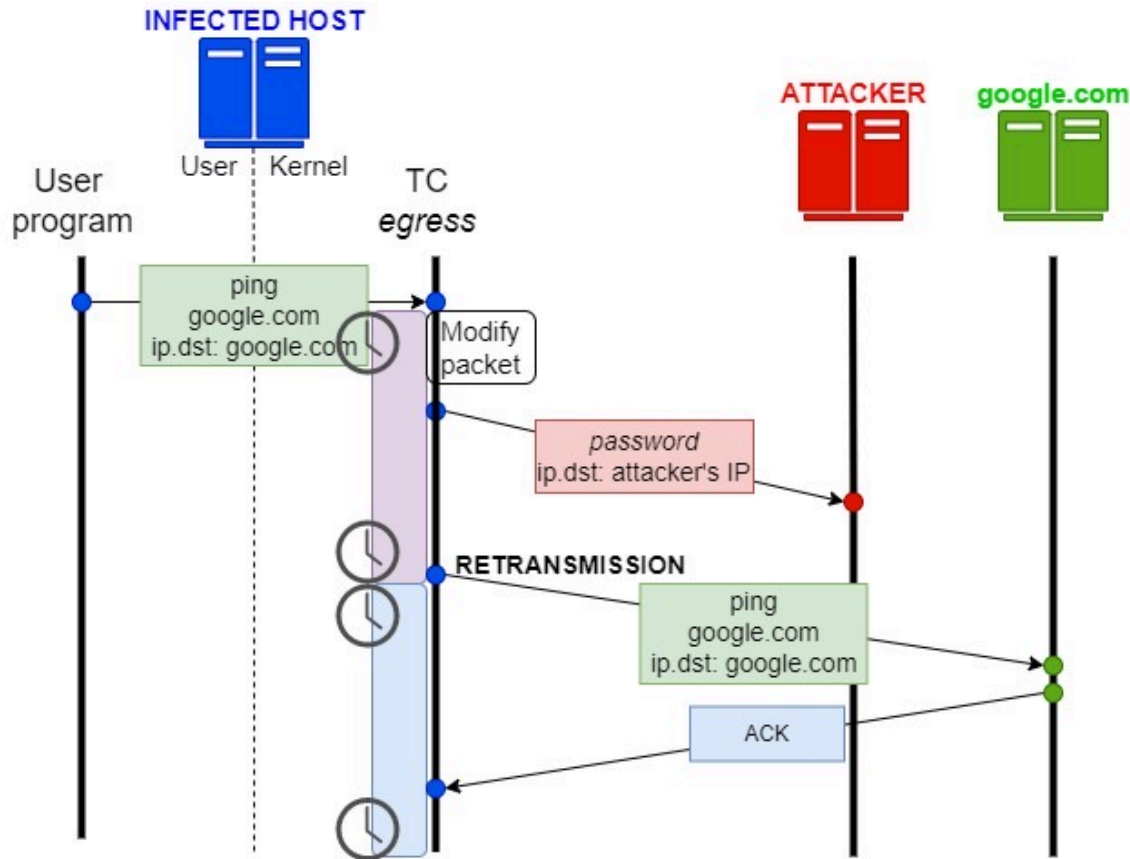 INFECTED HOST
ATTACKER
google.com
User
Kernel
User
program
TC
egress
ping
google.com
ip.dst: google.com
Modify
packet
password
ip.dst: attacker's IP
RETRANSMISSION
ping
google.com
ip.dst: google.com
ACK